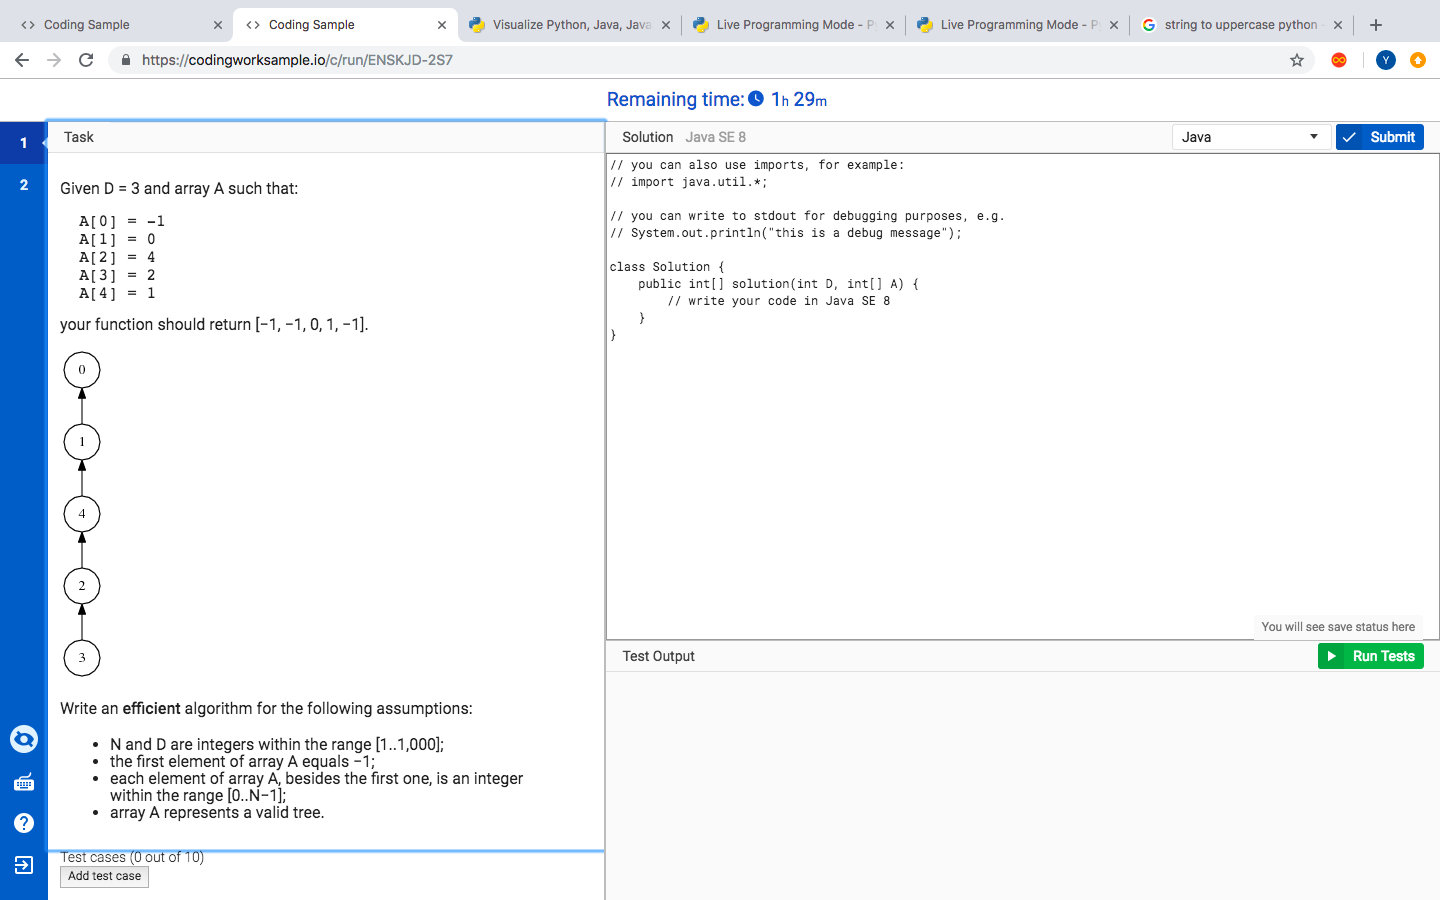 Coding Sample
Coding Sample
Visualize Python, Java, Java
Live Programming Mode - P
Live Programming Mode - P
string to uppercase python -
https://codingworksample.io/c/run/ENSKJD-2S7
Y
Remaining time: 1h 29m
1
2
Task
Given D = 3 and array A such that:
A[0] = -1
A[1] = 0
A[2] = 4
A[3] = 2
A[4] = 1
your function should return [−1, −1, 0, 1, −1].
0
1
4
2
3
Write an efficient algorithm for the following assumptions:
• N and D are integers within the range [1..1,000];
• the first element of array A equals −1;
• each element of array A, besides the first one, is an integer
within the range [0..N−1];
• array A represents a valid tree.
Test cases (0 out of 10)
Add test case
Solution Java SE 8
Java
Submit
// you can also use imports, for example:
// import java.util.*;
// you can write to stdout for debugging purposes, e.g.
// System.out.println("this is a debug message");
class Solution {
public int[] solution(int D, int[] A) {
// write your code in Java SE 8
}
}
You will see save status here
Test Output
Run Tests